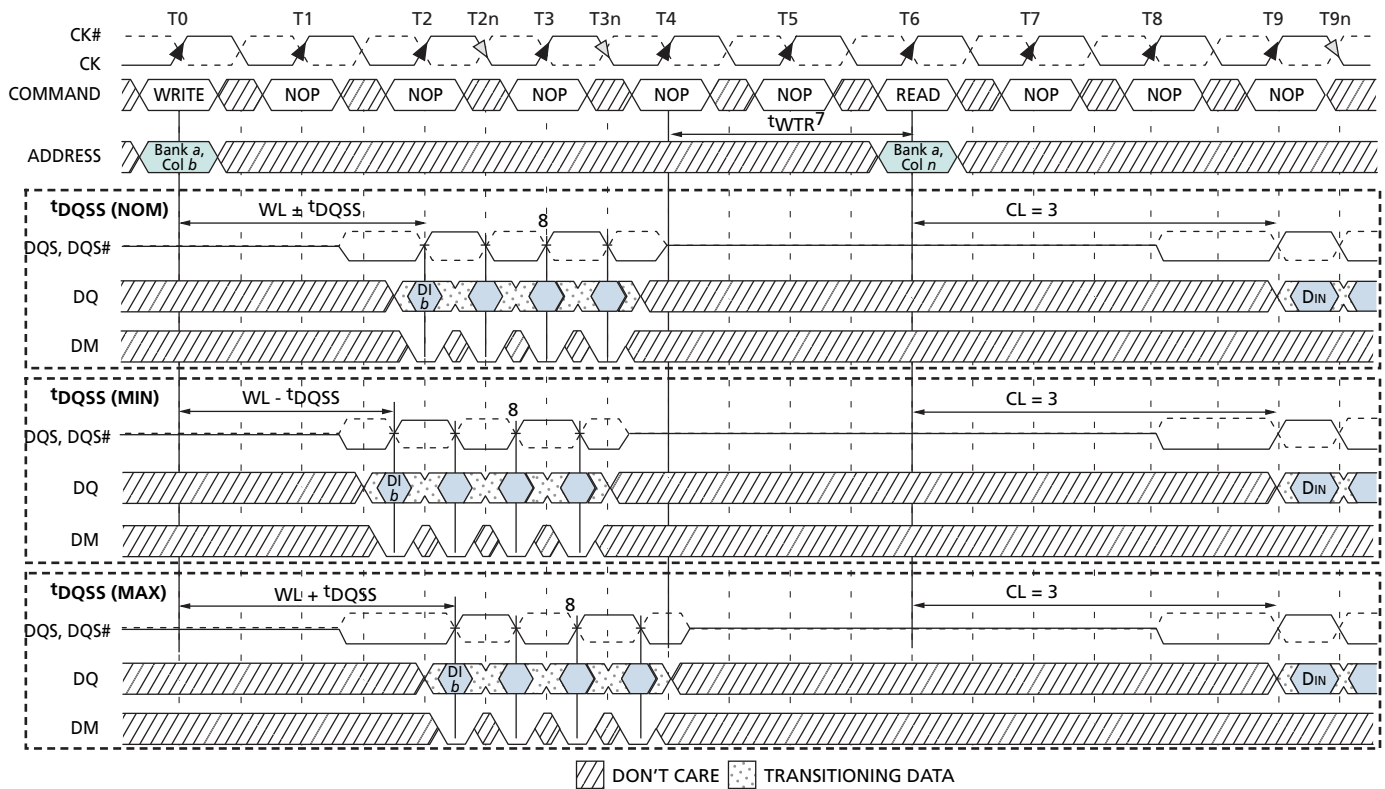 T0 T1 T2 T2n T3 T3n T4 T5 T6 T7 T8 T9 T9n
CK#
CK
COMMAND WRITE NOP NOP NOP NOP NOP READ NOP NOP NOP
tWTR7
ADDRESS Bank a, Col b Bank a, Col n
tDQSS (NOM) WL ± tDQSS 8 CL = 3
DQS, DQS#
DQ DI b DIN
DM
tDQSS (MIN) WL - tDQSS 8 CL = 3
DQS, DQS#
DQ DI b DIN
DM
tDQSS (MAX) WL + tDQSS 8 CL = 3
DQS, DQS#
DQ DI b DIN
DM
DON'T CARE TRANSITIONING DATA